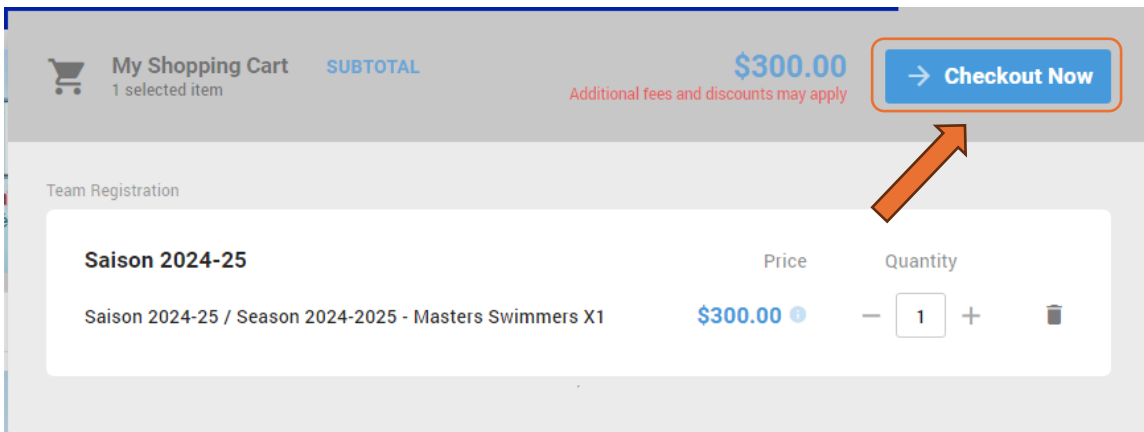 My Shopping Cart SUBTOTAL $300.00 Checkout Now
1 selected item Additional fees and discounts may apply
Team Registration
Saison 2024-25 Price Quantity
Saison 2024-25 / Season 2024-2025 - Masters Swimmers X1 $300.00 1